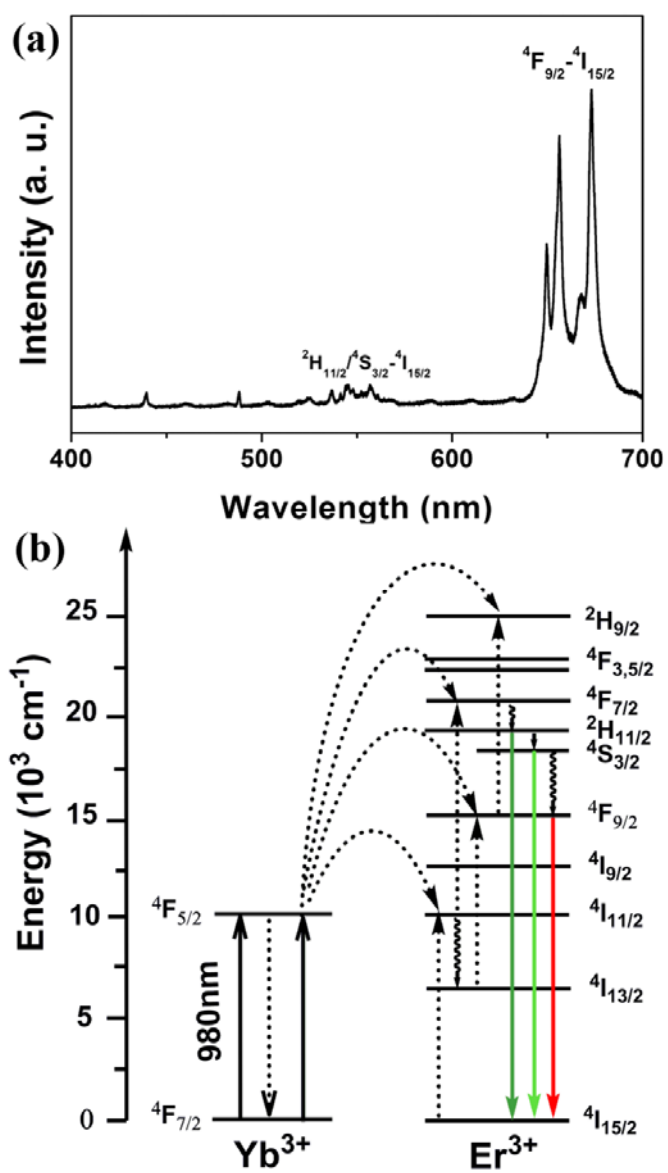 (a)
⁴F₉/₂-⁴I₁₅/₂
Intensity (a. u.)
²H₁₁/₂/⁴S₃/₂-⁴I₁₅/₂
400 500 600 700
Wavelength (nm)
(b)
Energy (10³ cm⁻¹)
25
20
15
10
5
0
⁴F₅/₂
980nm
⁴F₇/₂
Yb³⁺
²H₉/₂
⁴F₃,₅/₂
⁴F₇/₂
²H₁₁/₂
⁴S₃/₂
⁴F₉/₂
⁴I₉/₂
⁴I₁₁/₂
⁴I₁₃/₂
⁴I₁₅/₂
Er³⁺